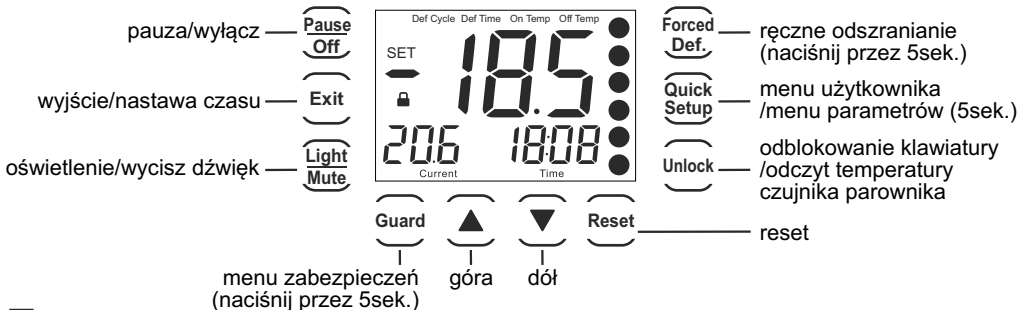 pauza/wyłącz
Pause
Off
wyjście/nastawa czasu
Exit
oświetlenie/wycisz dźwięk
Light
Mute
Def Cycle Def Time On Temp Off Temp
SET
18.5
20.6 18:08
Current Time
Forced
Def.
ręczne odszranianie
(naciśnij przez 5sek.)
Quick
Setup
menu użytkownika
/menu parametrów (5sek.)
Unlock
odblokowanie klawiatury
/odczyt temperatury
czujnika parownika
Guard
menu zabezpieczeń
(naciśnij przez 5sek.)
góra
dół
Reset
reset